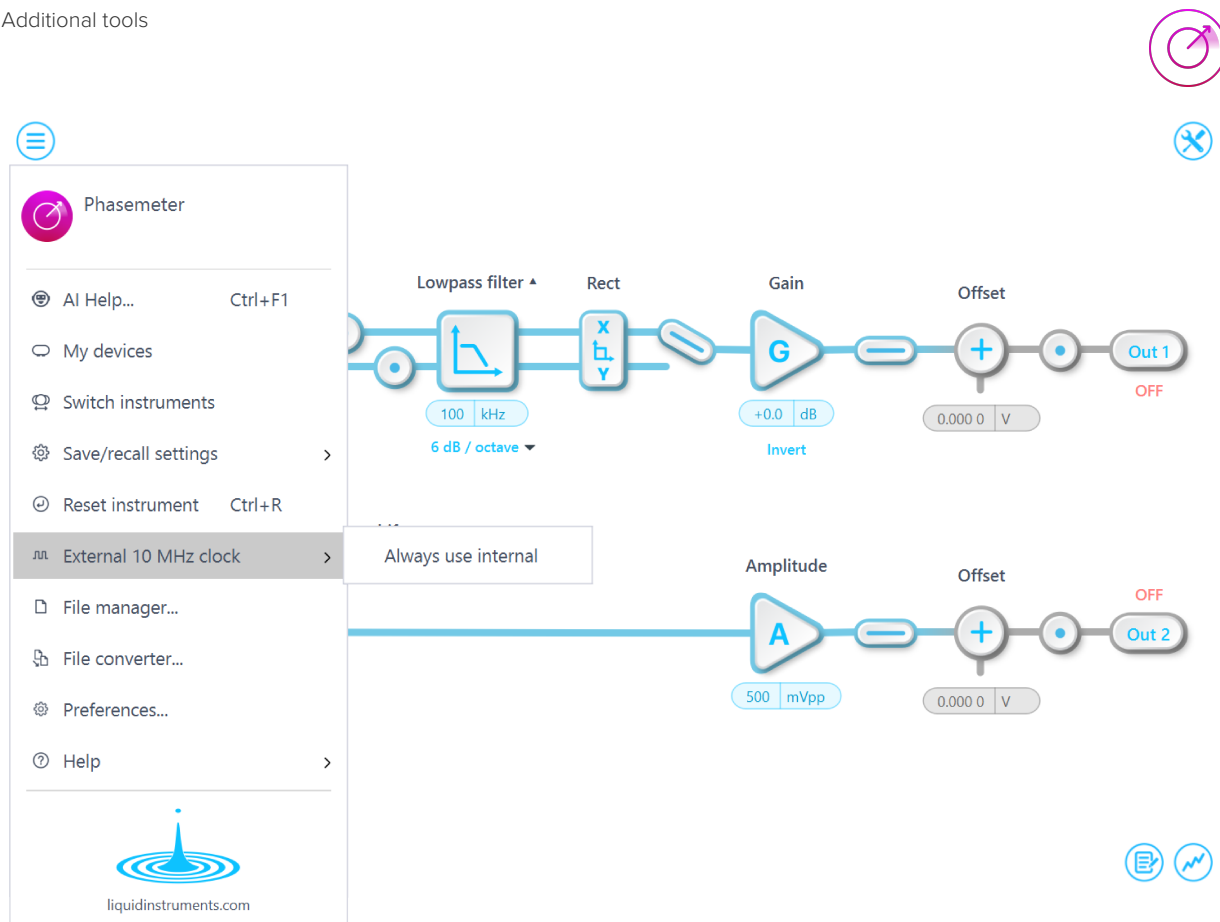 Additional tools
Phasemeter
AI Help... Ctrl+F1
My devices
Switch instruments
Save/recall settings
Reset instrument Ctrl+R
External 10 MHz clock
Always use internal
File manager...
File converter...
Preferences...
Help
liquidinstruments.com
Lowpass filter
100 kHz
6 dB / octave
Rect
X
Y
Gain
G
+0.0 dB
Invert
Offset
0.000 0 V
Out 1
OFF
Amplitude
A
500 mVpp
Offset
0.000 0 V
OFF
Out 2